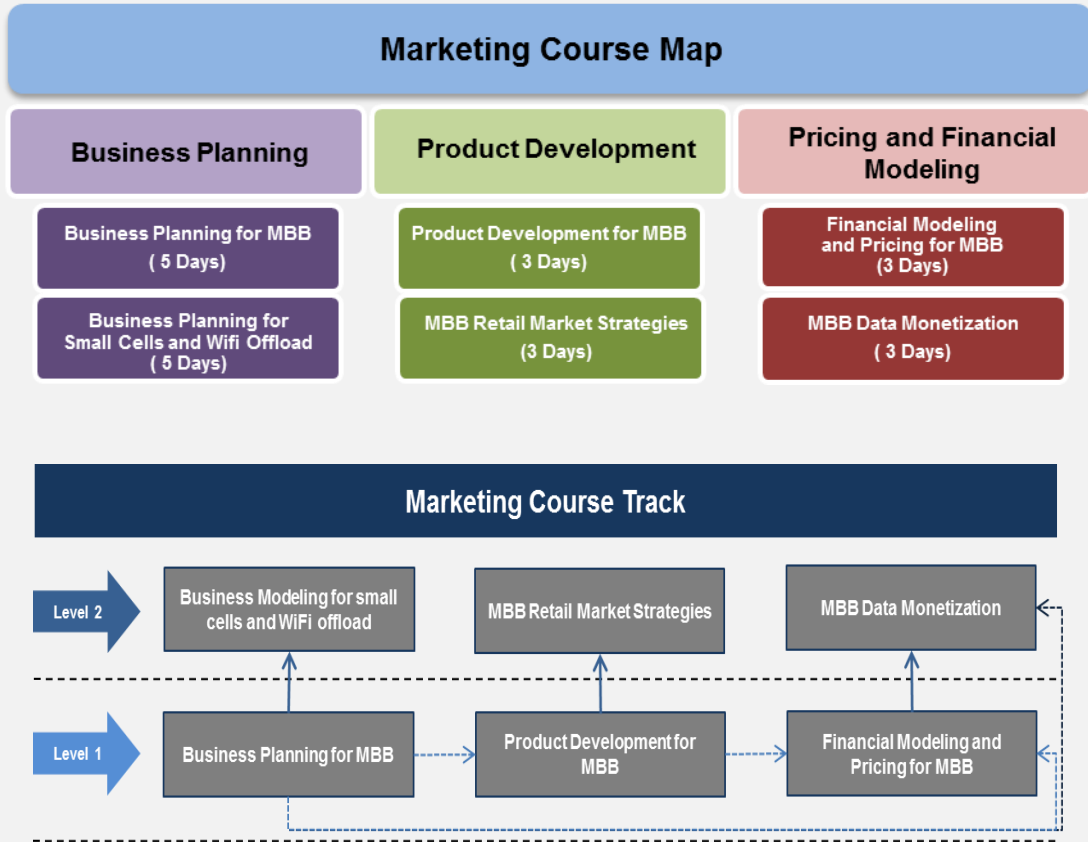 Marketing Course Map
Business Planning
Product Development
Pricing and Financial
Modeling
Business Planning for MBB
( 5 Days)
Product Development for MBB
( 3 Days)
Financial Modeling
and Pricing for MBB
(3 Days)
Business Planning for
Small Cells and Wifi Offload
( 5 Days)
MBB Retail Market Strategies
(3 Days)
MBB Data Monetization
( 3 Days)
Marketing Course Track
Level 2
Business Modeling for small
cells and WiFi offload
MBB Retail Market Strategies
MBB Data Monetization
Level 1
Business Planning for MBB
Product Development for
MBB
Financial Modeling and
Pricing for MBB